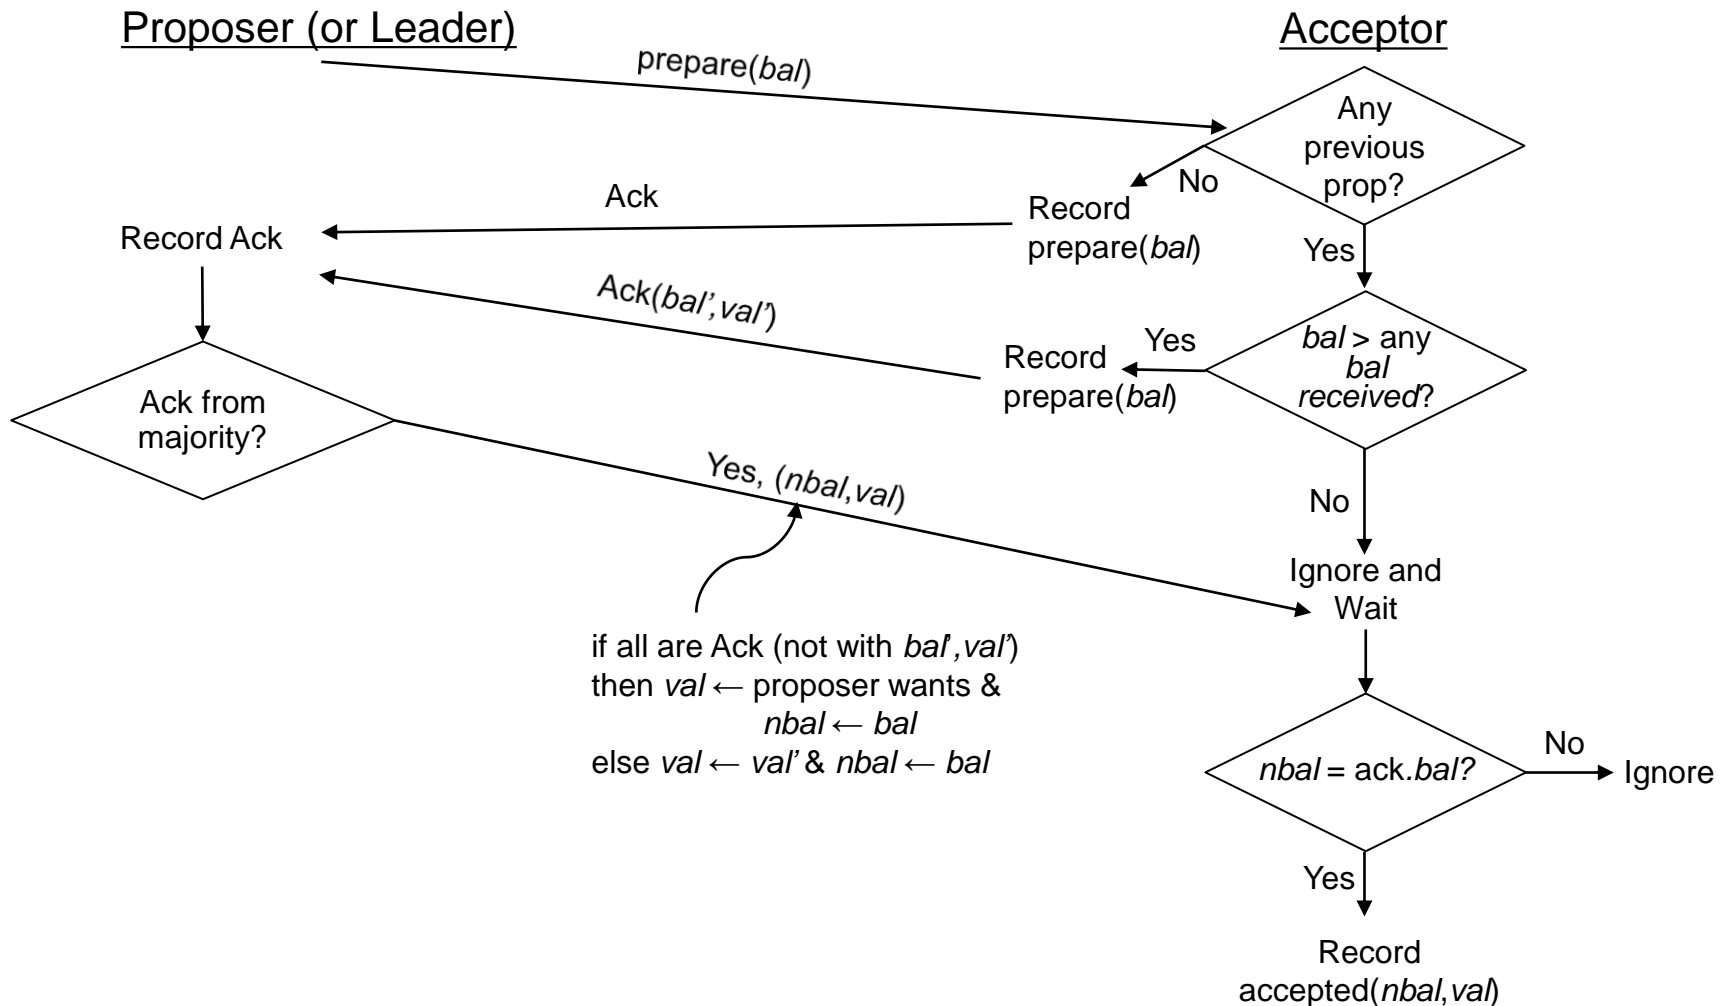 Proposer (or Leader)
Acceptor
prepare(bal)
Any
previous
prop?
No
Ack
Record
prepare(bal)
Record Ack
Yes
Ack(bal’,val’)
bal > any
bal
received?
Yes
Record
prepare(bal)
Ack from
majority?
Yes, (nbal,val)
No
Ignore and
Wait
if all are Ack (not with bal’,val’)
then val ← proposer wants &
nbal ← bal
else val ← val’ & nbal ← bal
nbal = ack.bal?
No
Ignore
Yes
Record
accepted(nbal,val)